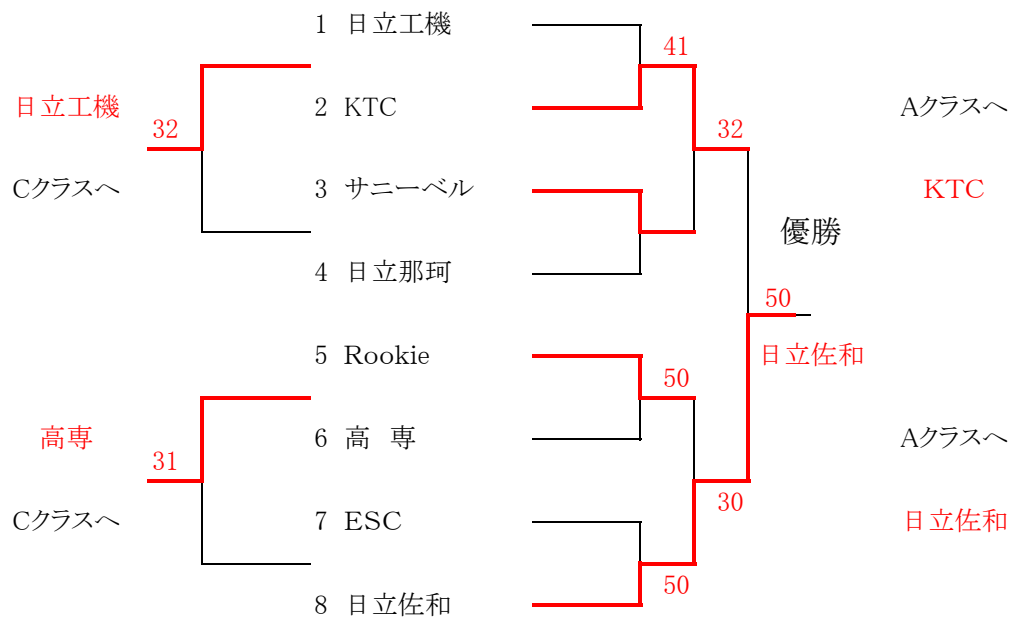 1 日立工機
41
日立工機
2 KTC
Aクラスへ
32
32
Cクラスへ
3 サニーベル
KTC
優勝
4 日立那珂
50
5 Rookie
日立佐和
50
高専
6 高 専
Aクラスへ
31
30
Cクラスへ
7 ESC
日立佐和
50
8 日立佐和